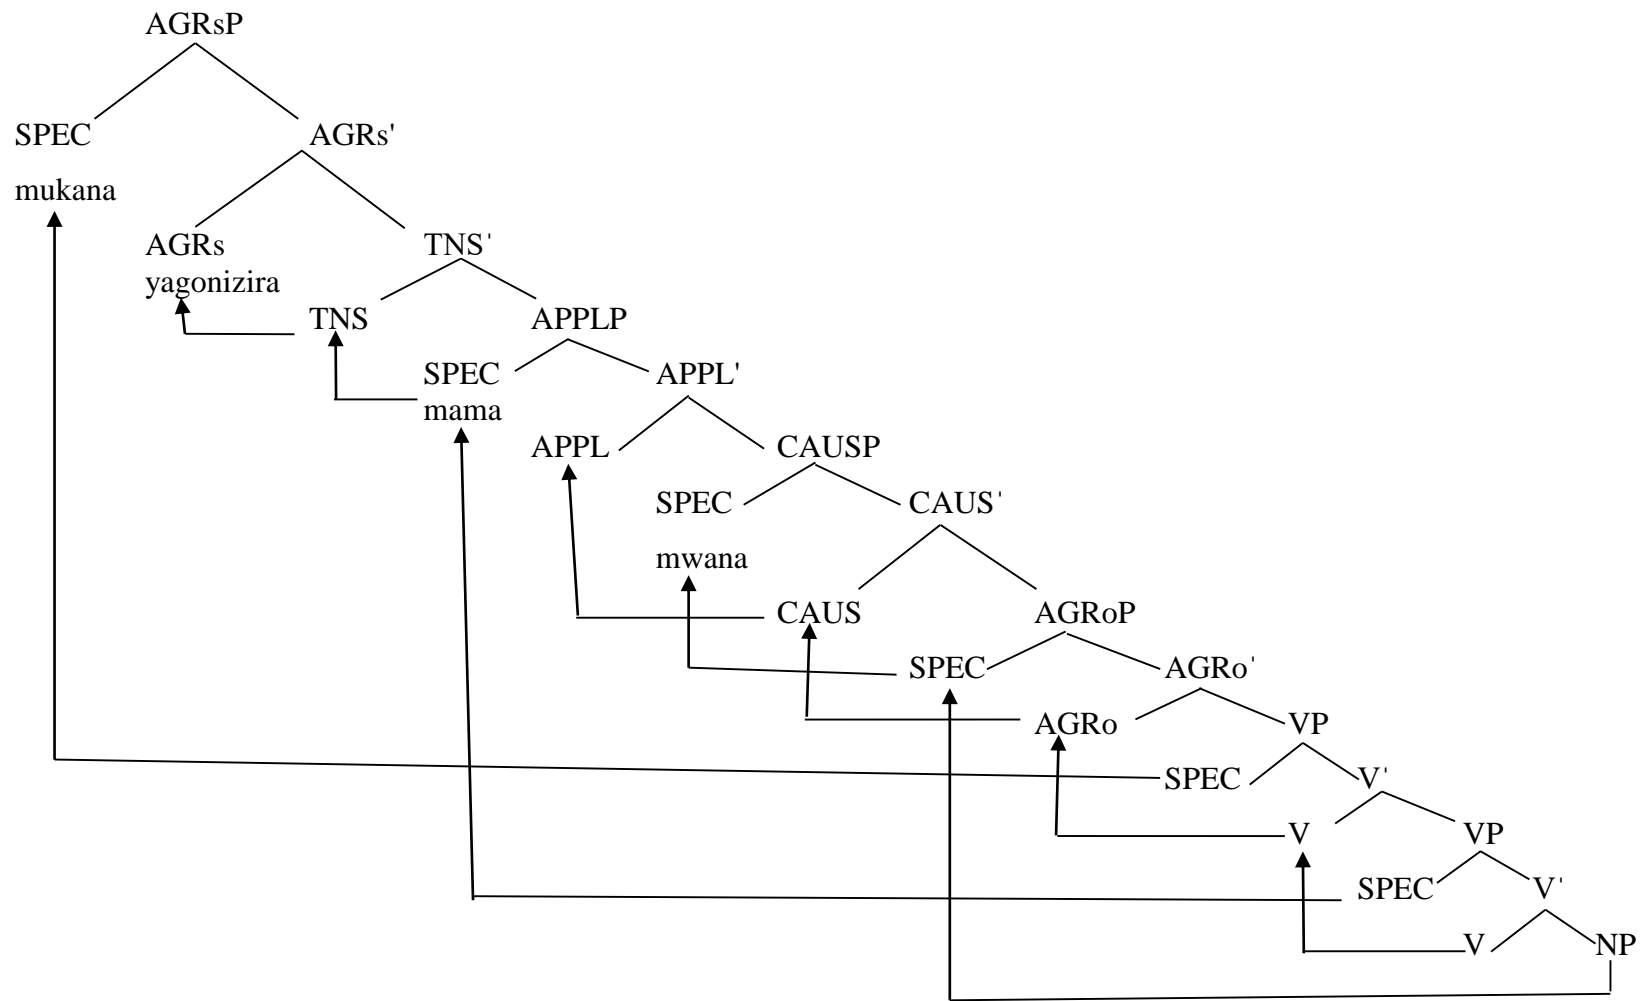 AGRsP
SPEC AGRs'
mukana
AGRs TNS'
yagonizira
TNS APPLP
SPEC APPL'
mama
APPL CAUSP
SPEC CAUS'
mwana
CAUS AGRoP
SPEC AGRo'
AGRo VP
SPEC V'
V VP
SPEC V'
V NP